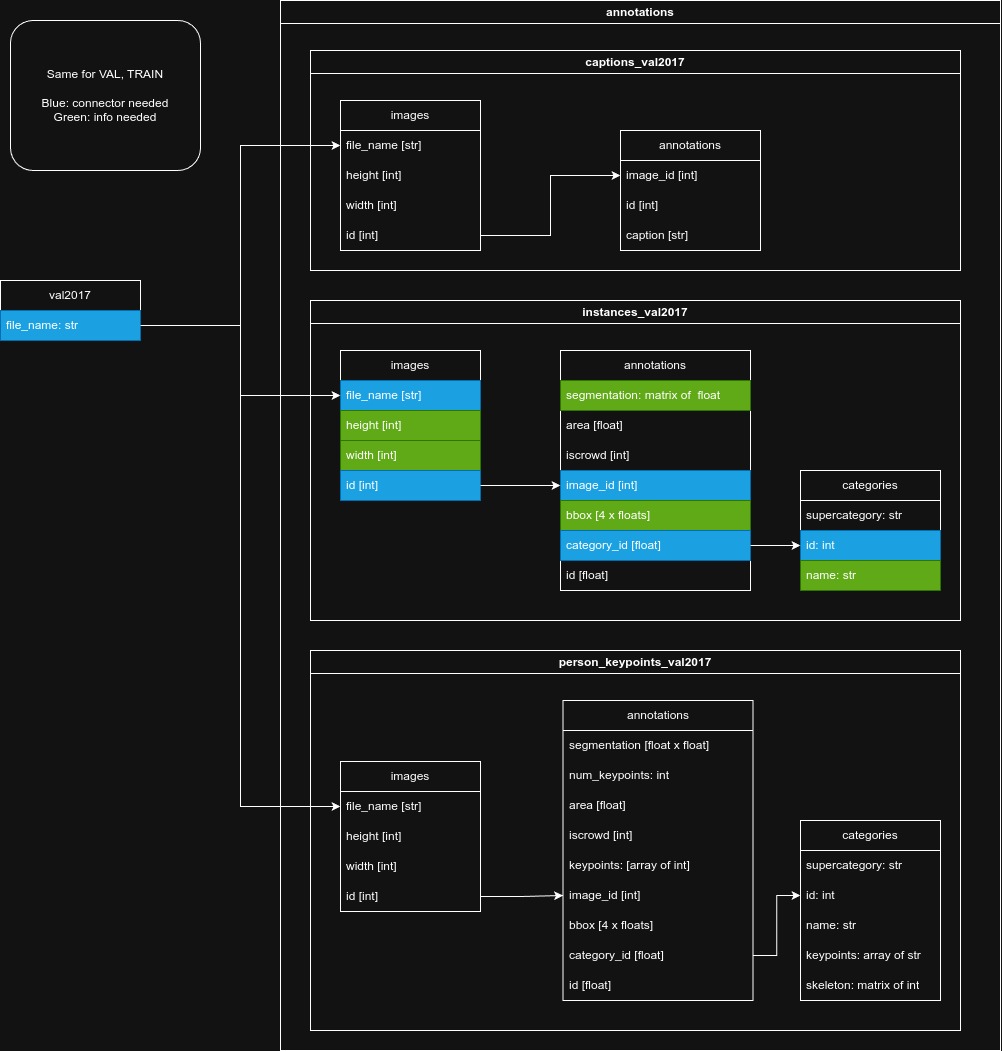 annotations
Same for VAL, TRAIN
Blue: connector needed
Green: info needed
captions_val2017
images
file_name [str]
height [int]
width [int]
id [int]
annotations
image_id [int]
id [int]
caption [str]
val2017
file_name: str
instances_val2017
images
file_name [str]
height [int]
width [int]
id [int]
annotations
segmentation: matrix of float
area [float]
iscrowd [int]
image_id [int]
bbox [4 x floats]
category_id [float]
id [float]
categories
supercategory: str
id: int
name: str
person_keypoints_val2017
images
file_name [str]
height [int]
width [int]
id [int]
annotations
segmentation [float x float]
num_keypoints: int
area [float]
iscrowd [int]
keypoints: [array of int]
image_id [int]
bbox [4 x floats]
category_id [float]
id [float]
categories
supercategory: str
id: int
name: str
keypoints: array of str
skeleton: matrix of int